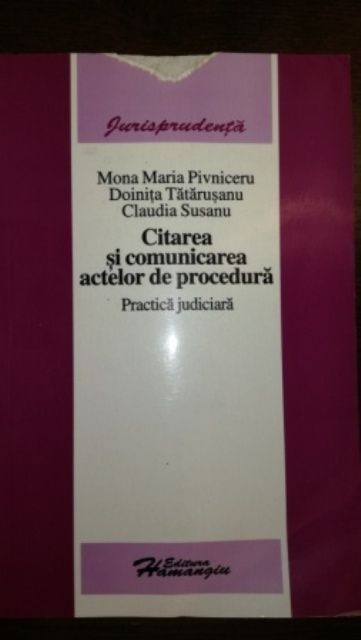 Jurisprudență
Mona Maria Pivniceru
Doinița Tătărușanu
Claudia Susanu
Citarea
și comunicarea
actelor de procedură
Practică judiciară
Editura
Hamangiu